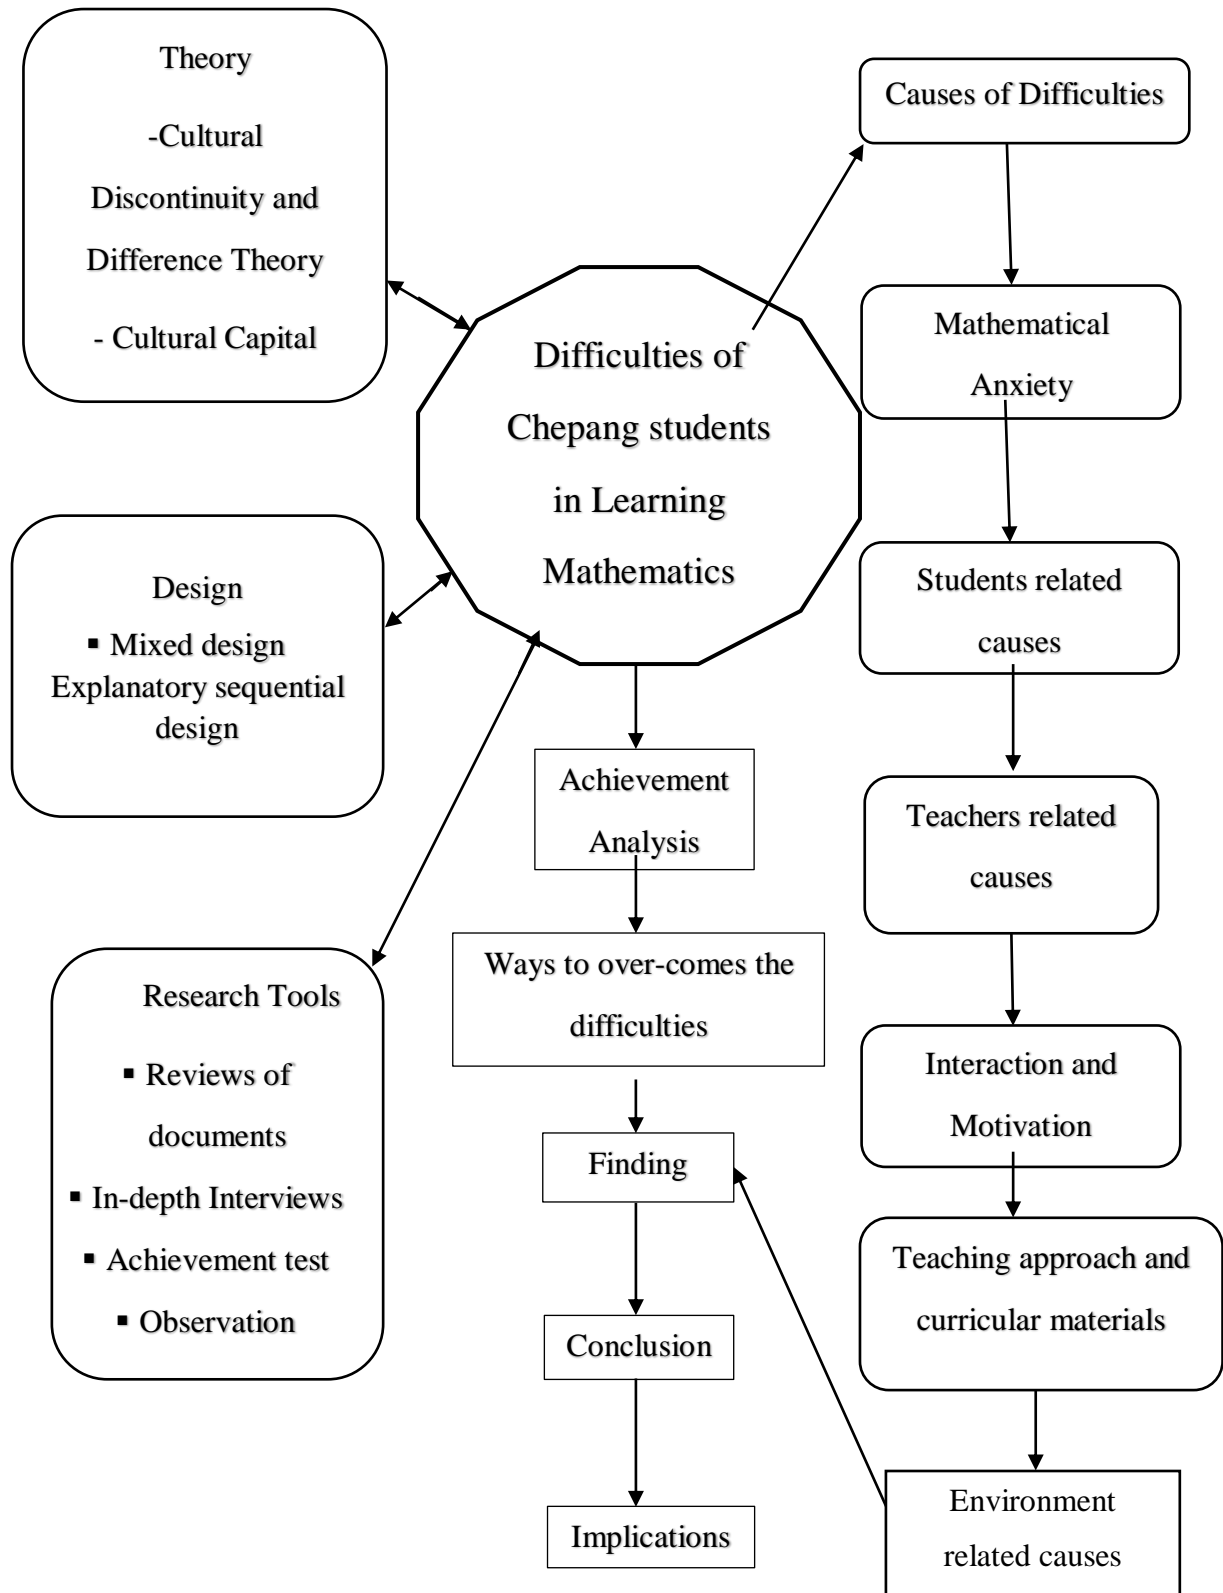 Theory
-Cultural
Discontinuity and
Difference Theory
- Cultural Capital
Design
▪ Mixed design
Explanatory sequential
design
Research Tools
▪ Reviews of
documents
▪ In-depth Interviews
▪ Achievement test
▪ Observation
Difficulties of
Chepang students
in Learning
Mathematics
Achievement
Analysis
Ways to over-comes the
difficulties
Finding
Conclusion
Implications
Causes of Difficulties
Mathematical
Anxiety
Students related
causes
Teachers related
causes
Interaction and
Motivation
Teaching approach and
curricular materials
Environment
related causes